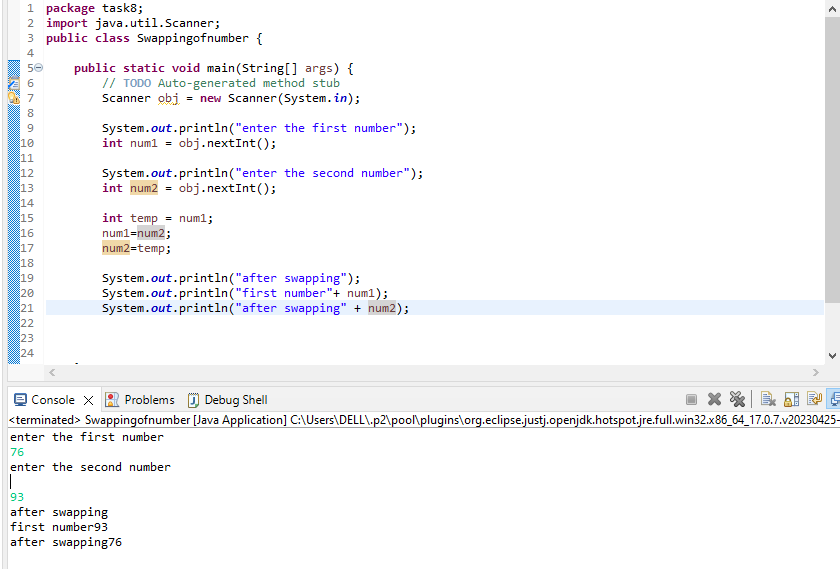 1 package task8;
2 import java.util.Scanner;
3 public class Swappingofnumber {
4
5 public static void main(String[] args) {
6 // TODO Auto-generated method stub
7 Scanner obj = new Scanner(System.in);
8
9 System.out.println("enter the first number");
10 int num1 = obj.nextInt();
11
12 System.out.println("enter the second number");
13 int num2 = obj.nextInt();
14
15 int temp = num1;
16 num1=num2;
17 num2=temp;
18
19 System.out.println("after swapping");
20 System.out.println("first number"+ num1);
21 System.out.println("after swapping" + num2);
22
23
24
Console Problems Debug Shell
<terminated> Swappingofnumber [Java Application] C:\Users\DELL\.p2\pool\plugins\org.eclipse.justj.openjdk.hotspot.jre.full.win32.x86_64_17.0.7.v20230425-
enter the first number
76
enter the second number
93
after swapping
first number93
after swapping76